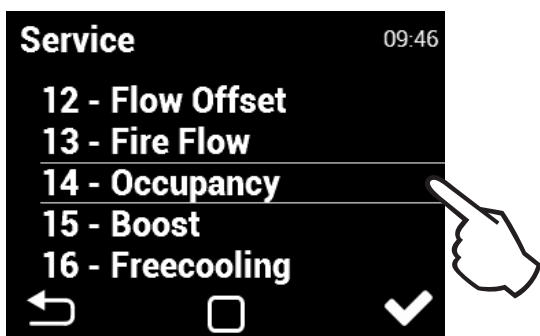 Service 09:46
12 - Flow Offset
13 - Fire Flow
14 - Occupancy
15 - Boost
16 - Freecooling